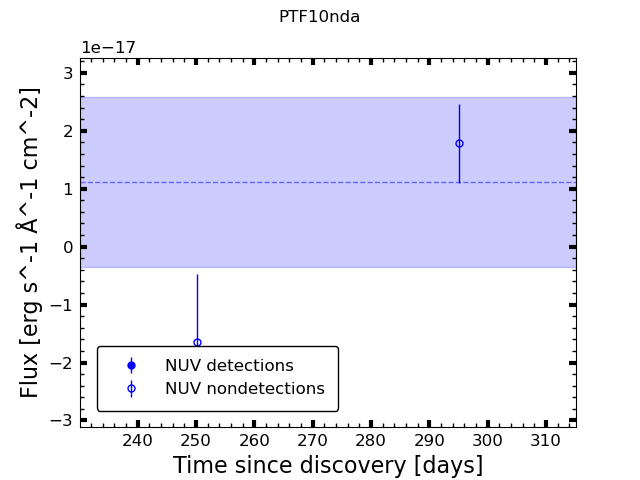 PTF10nda
1e−17
3
2
1
0
−1
−2
−3
Flux [erg s^-1 Å^-1 cm^-2]
NUV detections
NUV nondetections
240 250 260 270 280 290 300 310
Time since discovery [days]